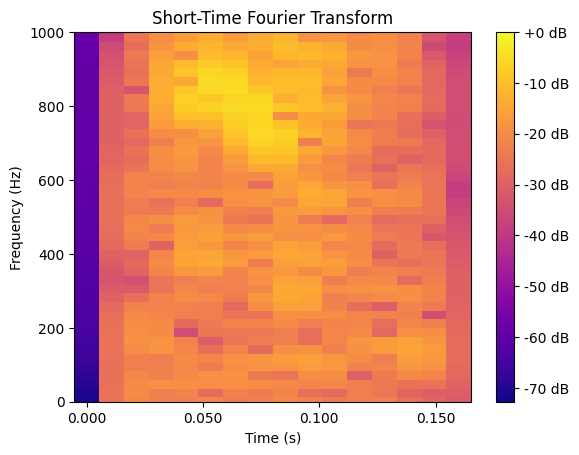 Short-Time Fourier Transform
Frequency (Hz)
1000
800
600
400
200
0
0.000
0.050
0.100
0.150
Time (s)
+0 dB
-10 dB
-20 dB
-30 dB
-40 dB
-50 dB
-60 dB
-70 dB